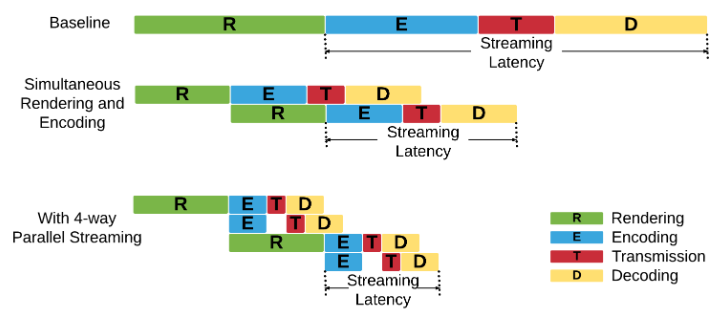 Baseline
R E T D
Streaming
Latency
Simultaneous
Rendering and
Encoding
R E T D
R E T D
Streaming
Latency
With 4-way
Parallel Streaming
R E T D
E T D
R E T D
E T D
Streaming
Latency
R Rendering
E Encoding
T Transmission
D Decoding